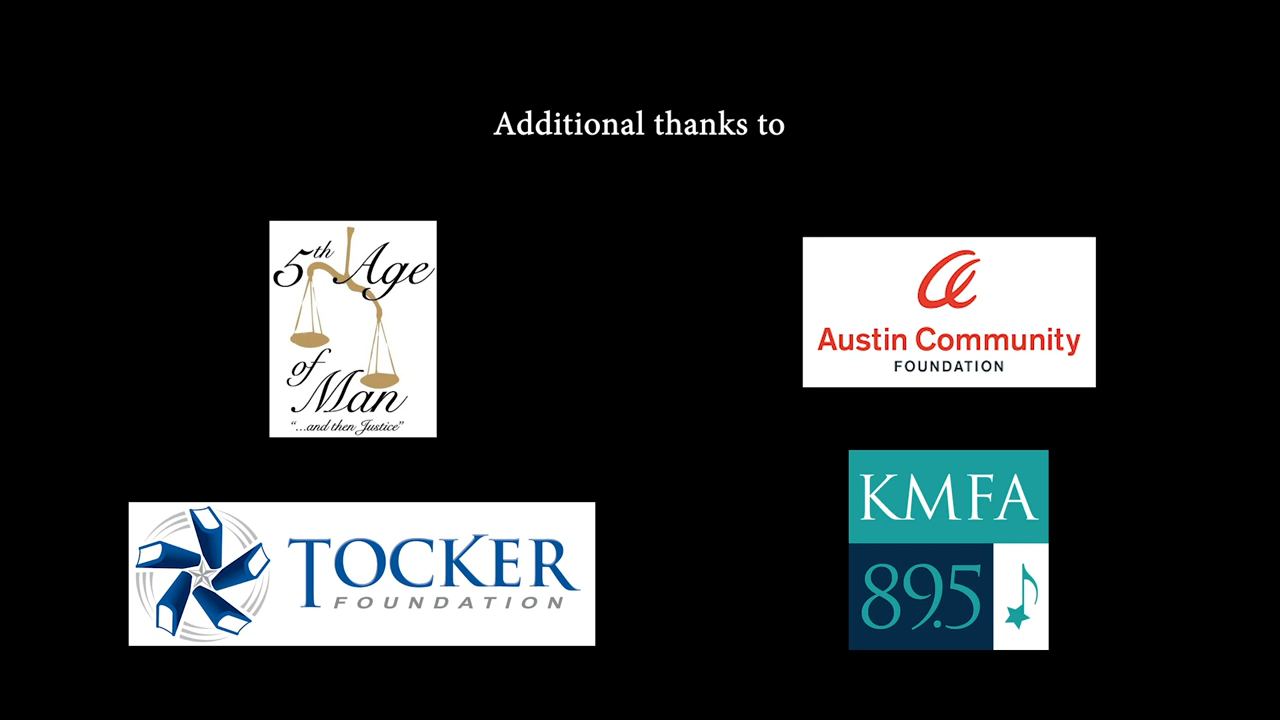 Additional thanks to
5th Age
of
Man
“...and then Justice”
Austin Community
FOUNDATION
TOCKER
FOUNDATION
KMFA
89.5